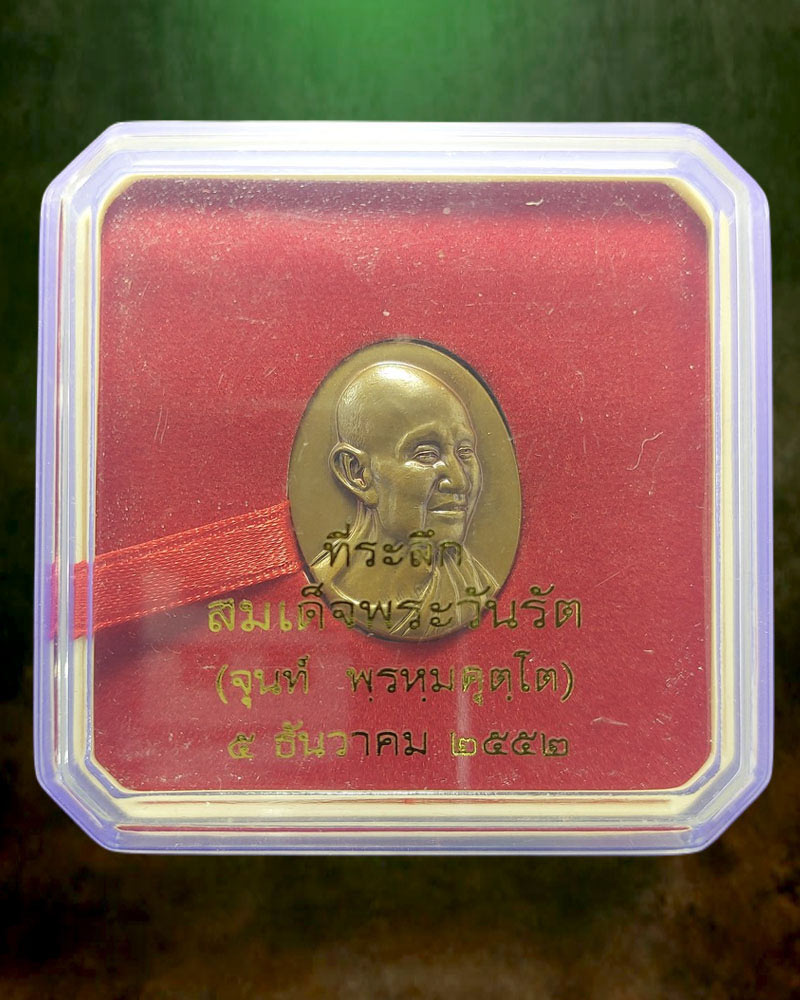 ที่ระลึก
สมเด็จพระวันรัต
(จุนท์ พฺรหฺมคุตฺโต)
๕ ธันวาคม ๒๕๕๒